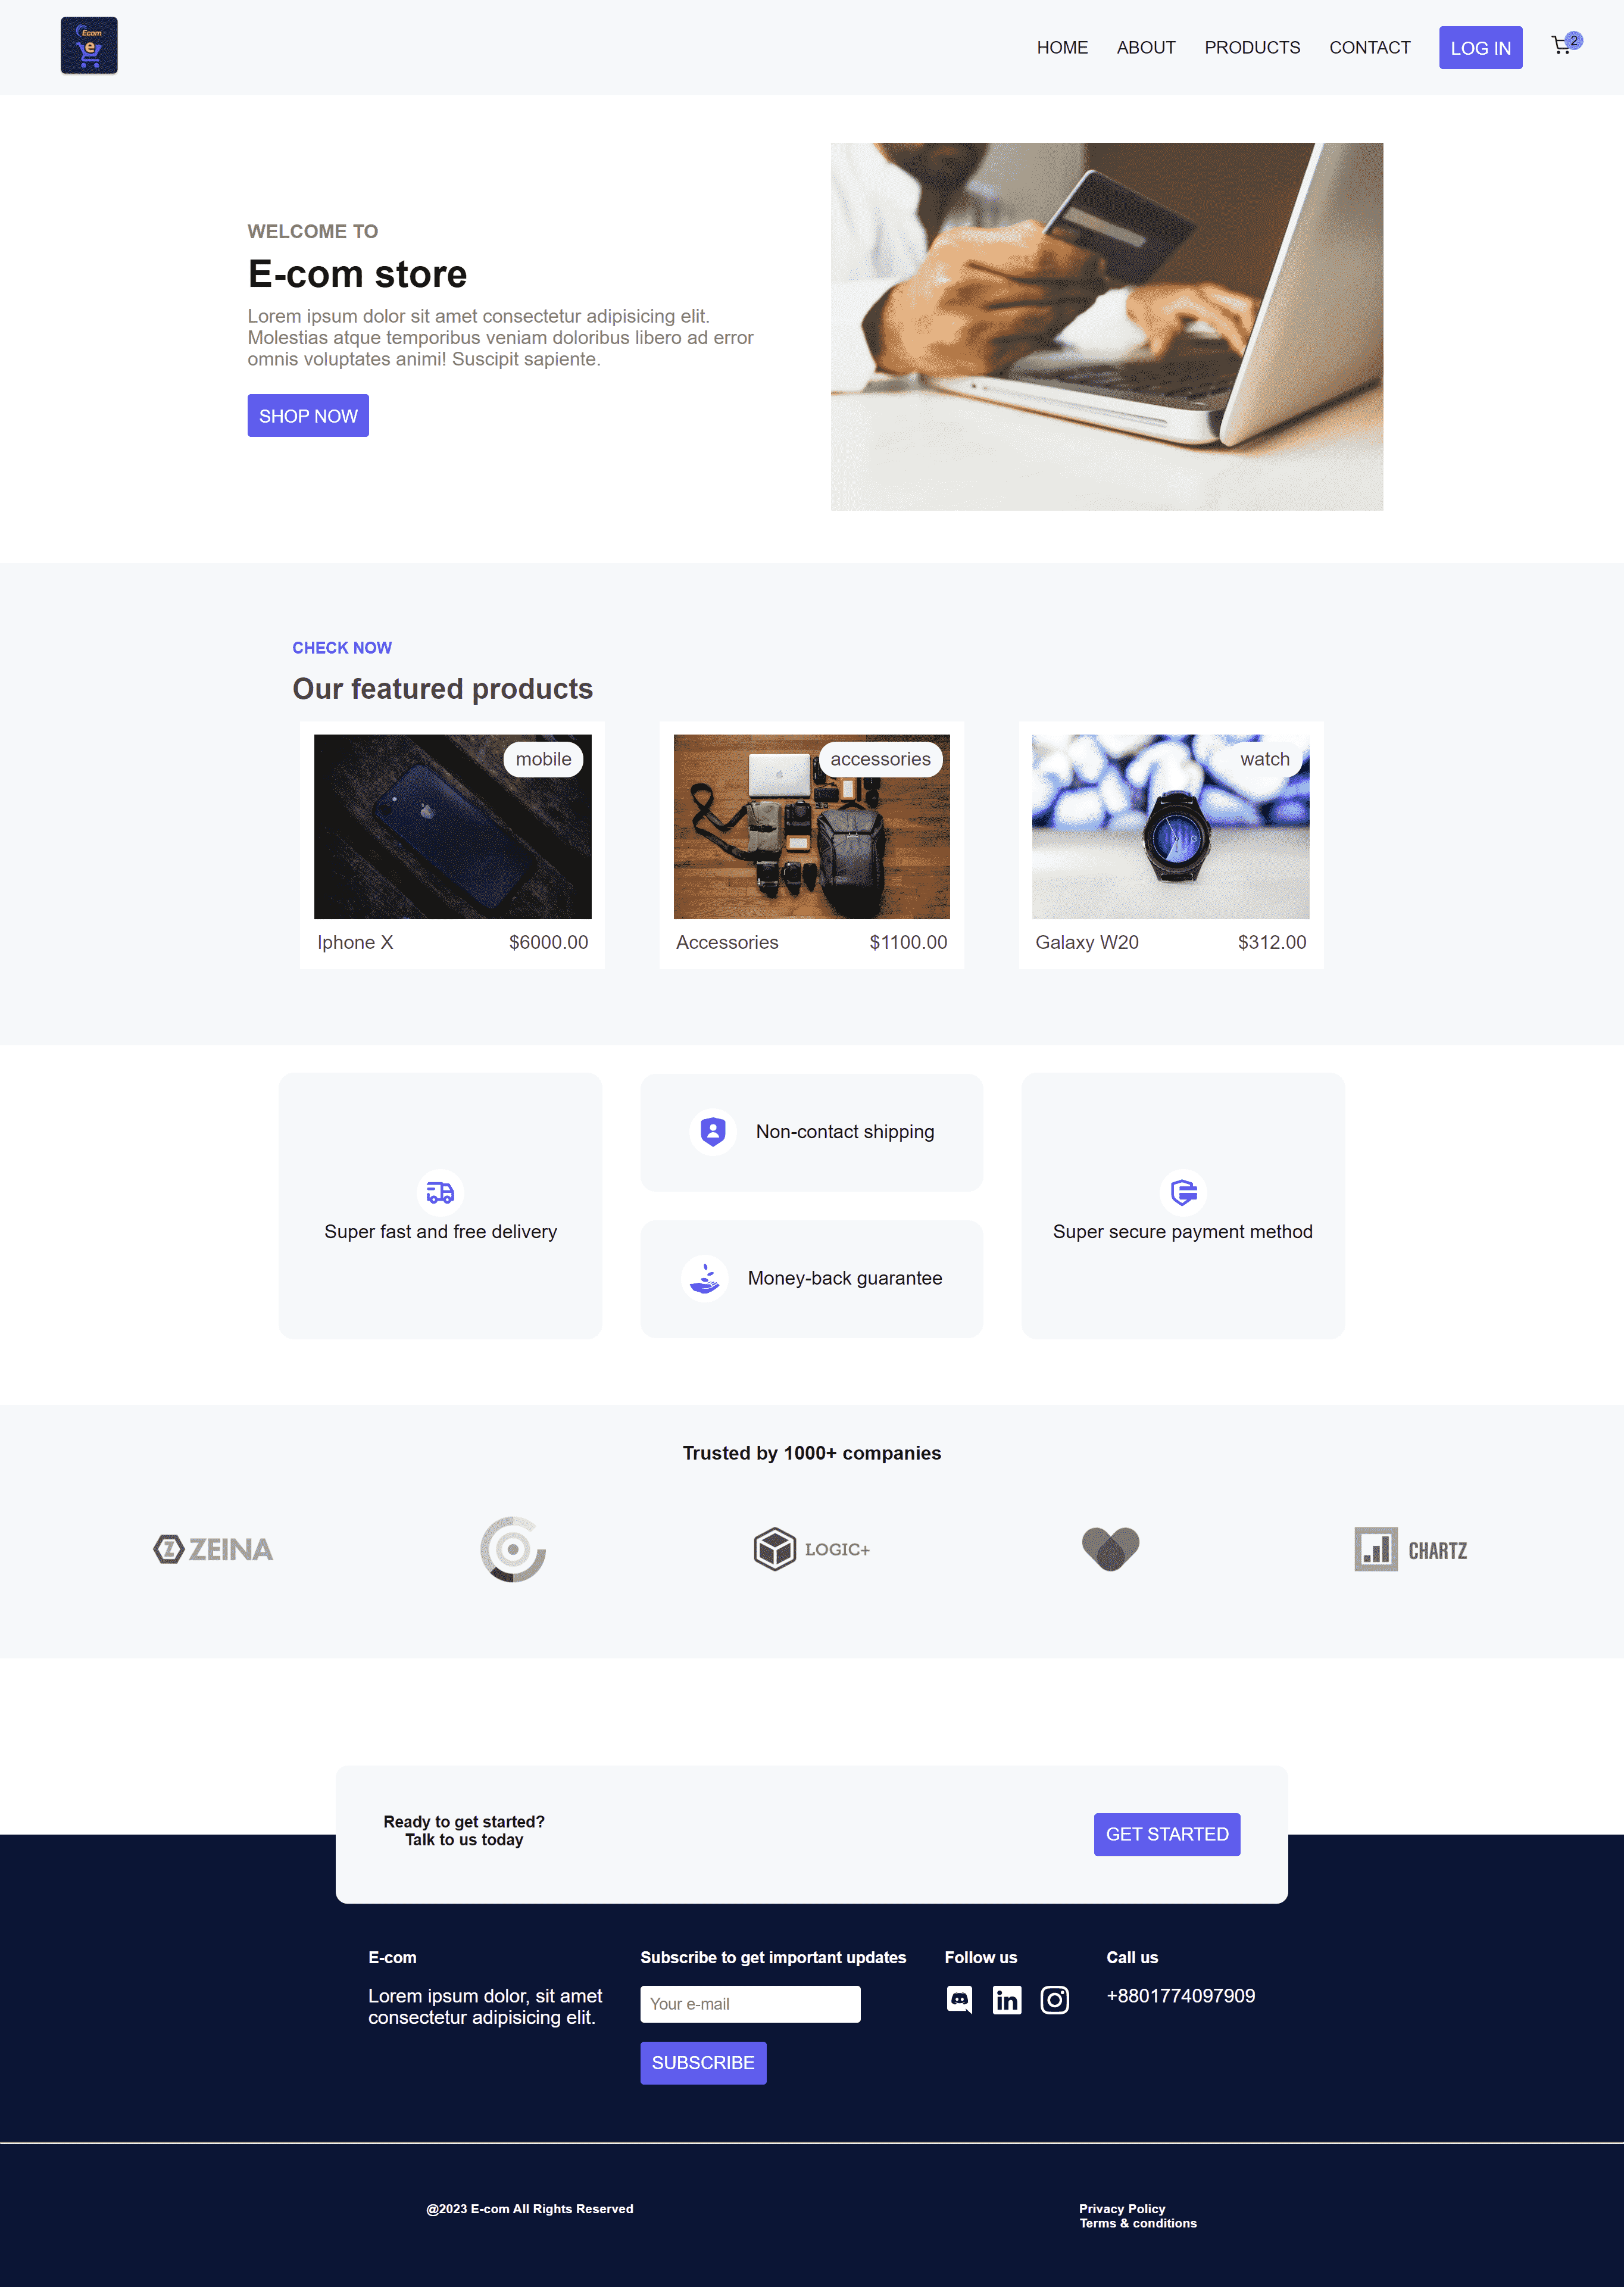 Ecom
e
HOME
ABOUT
PRODUCTS
CONTACT
LOG IN
2
WELCOME TO
E-com store
Lorem ipsum dolor sit amet consectetur adipisicing elit.
Molestias atque temporibus veniam doloribus libero ad error
omnis voluptates animi! Suscipit sapiente.
SHOP NOW
CHECK NOW
Our featured products
mobile
Iphone X
$6000.00
accessories
Accessories
$1100.00
watch
Galaxy W20
$312.00
Super fast and free delivery
Non-contact shipping
Money-back guarantee
Super secure payment method
Trusted by 1000+ companies
Z ZEINA
LOGIC+
CHARTZ
Ready to get started?
Talk to us today
GET STARTED
E-com
Lorem ipsum dolor, sit amet
consectetur adipisicing elit.
Subscribe to get important updates
Your e-mail
SUBSCRIBE
Follow us
in
Call us
+8801774097909
@2023 E-com All Rights Reserved
Privacy Policy
Terms & conditions